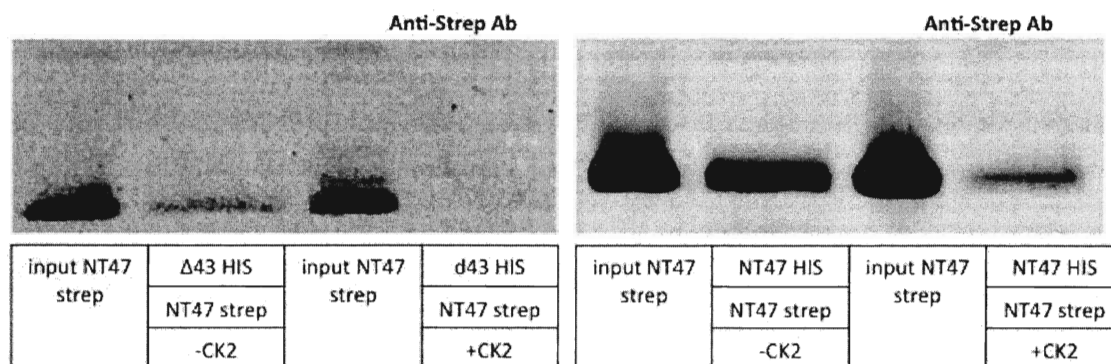 Anti-Strep Ab
Anti-Strep Ab
input NT47
strep
Δ43 HIS
NT47 strep
-CK2
input NT47
strep
d43 HIS
NT47 strep
+CK2
input NT47
strep
NT47 HIS
NT47 strep
-CK2
input NT47
strep
NT47 HIS
NT47 strep
+CK2